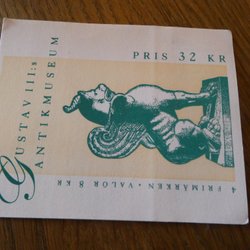 PRIS 32 KR
GUSTAV III:s
ANTIKMUSEUM
4 FRIMÄRKEN • VALÖR 8 KR